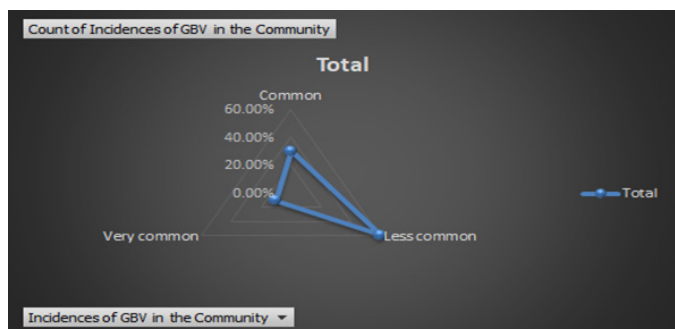 Count of Incidences of GBV in the Community
Total
Common
60.00%
40.00%
20.00%
0.00%
Total
Very common
Less common
Incidences of GBV in the Community